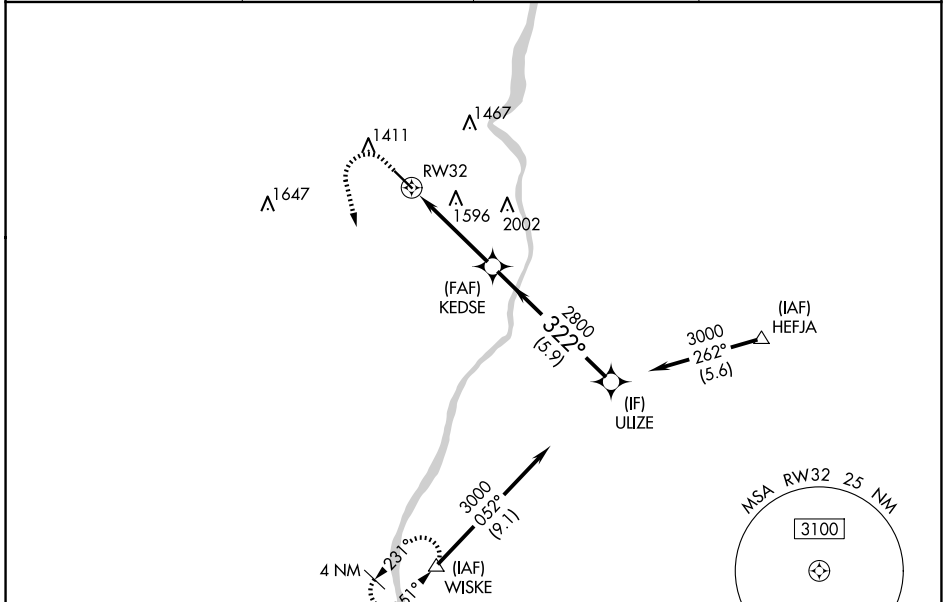 1467
1411
RW32
1647
1596
2002
(FAF)
KEDSE
2800
322°
(5.9)
(IAF)
HEFJA
3000
262°
(5.6)
(IF)
ULIZE
3000
052°
(9.1)
MSA RW32 25 NM
3100
4 NM
231°
(IAF)
WISKE